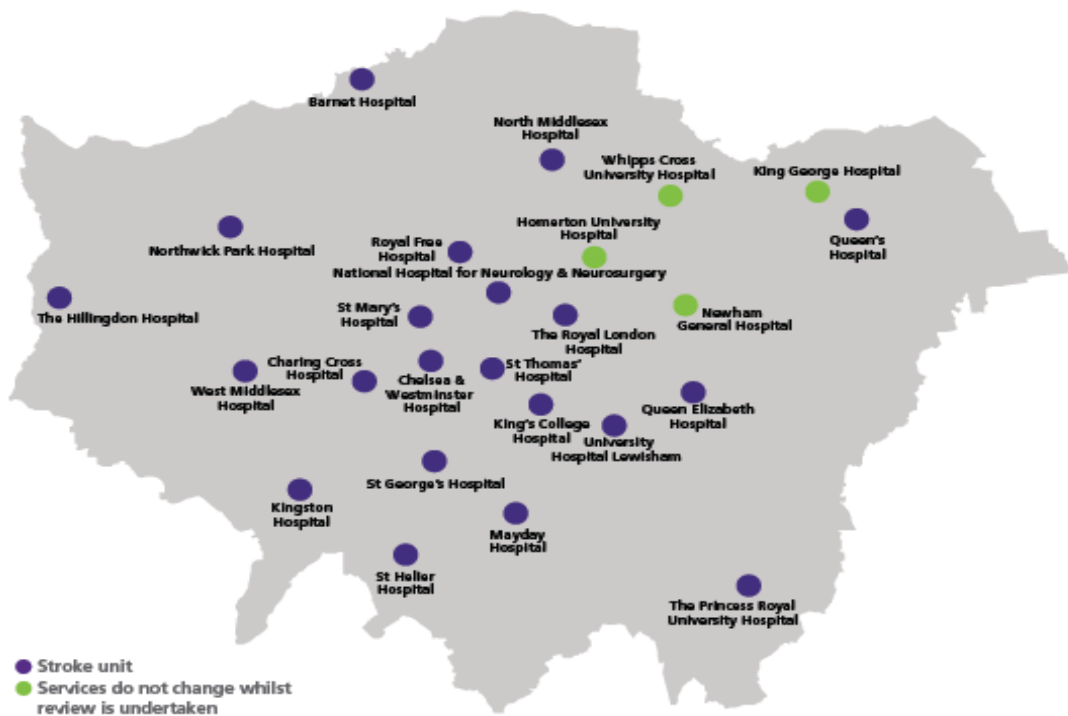 Barnet Hospital
North Middlesex
Hospital
Whipps Cross
University Hospital
King George Hospital
Homerton University
Hospital
Queen's
Hospital
Northwick Park Hospital
Royal Free
Hospital
National Hospital for Neurology & Neurosurgery
The Hillingdon Hospital
St Mary's
Hospital
The Royal London
Hospital
Newham
General Hospital
West Middlesex
Hospital
Charing Cross
Hospital
Chelsea &
Westminster
Hospital
St Thomas'
Hospital
King's College
Hospital
University
Hospital Lewisham
Queen Elizabeth
Hospital
St George's Hospital
Kingston
Hospital
Mayday
Hospital
St Helier
Hospital
The Princess Royal
University Hospital
Stroke unit
Services do not change whilst
review is undertaken